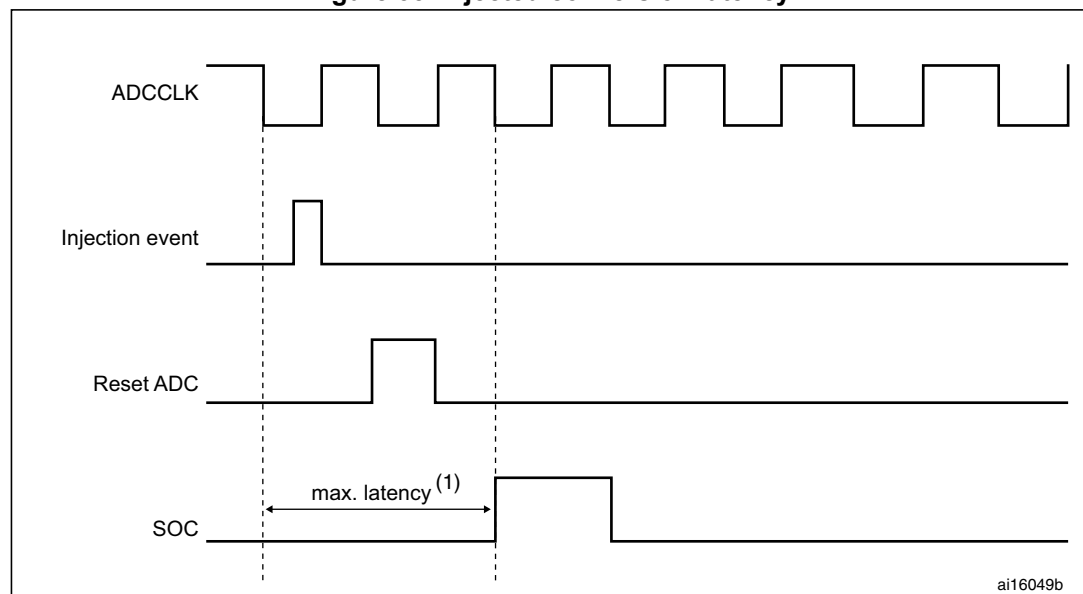 ADCCLK
Injection event
Reset ADC
max. latency (1)
SOC
ai16049b